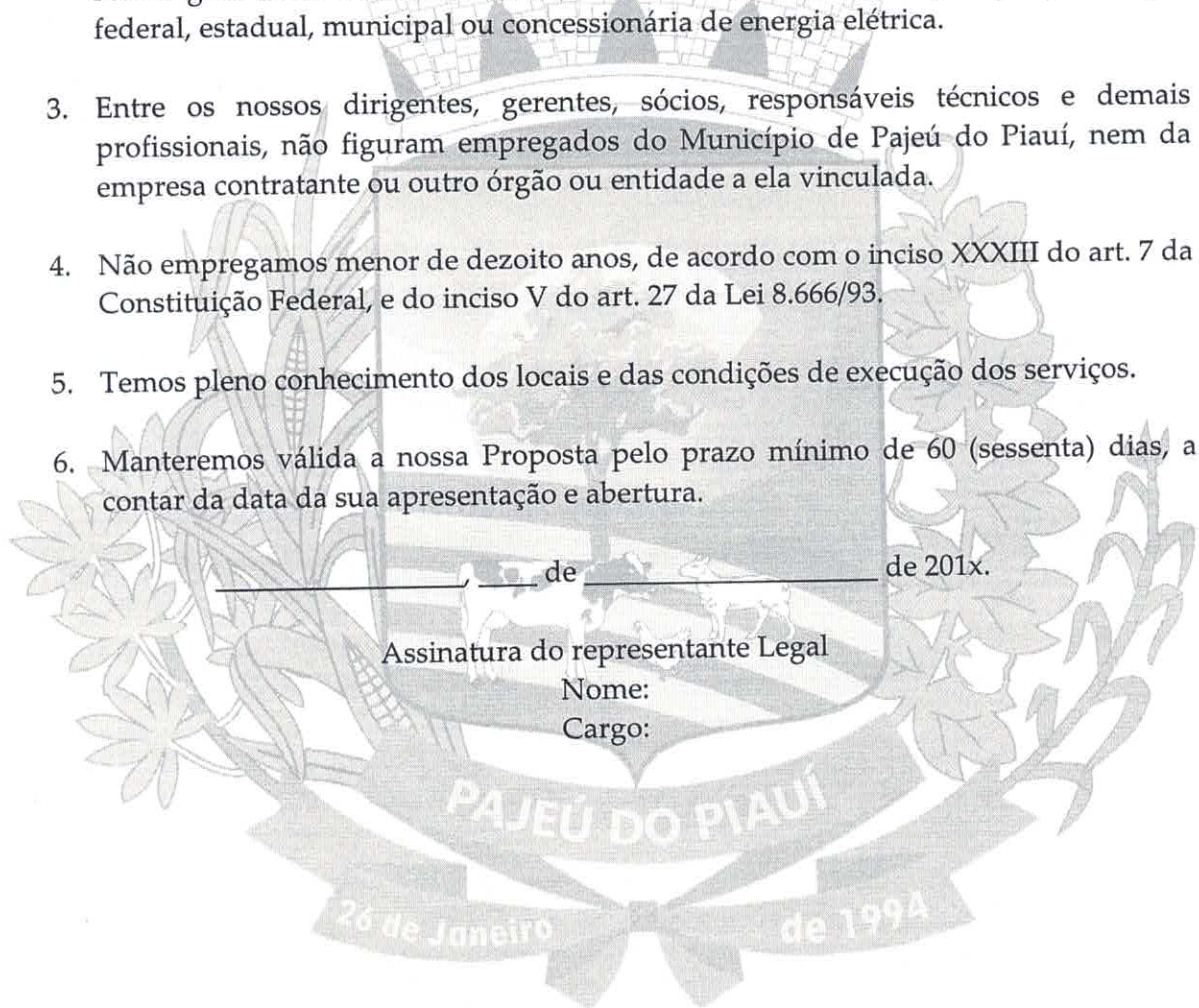 federal, estadual, municipal ou concessionária de energia elétrica.
3. Entre os nossos dirigentes, gerentes, sócios, responsáveis técnicos e demais
profissionais, não figuram empregados do Município de Pajeú do Piauí, nem da
empresa contratante ou outro órgão ou entidade a ela vinculada.
4. Não empregamos menor de dezoito anos, de acordo com o inciso XXXIII do art. 7 da
Constituição Federal, e do inciso V do art. 27 da Lei 8.666/93.
5. Temos pleno conhecimento dos locais e das condições de execução dos serviços.
6. Manteremos válida a nossa Proposta pelo prazo mínimo de 60 (sessenta) dias, a
contar da data da sua apresentação e abertura.
____________________, _____ de ________________________ de 201x.
Assinatura do representante Legal
Nome:
Cargo:
PAJEÚ DO PIAUÍ
26 de Janeiro de 1994